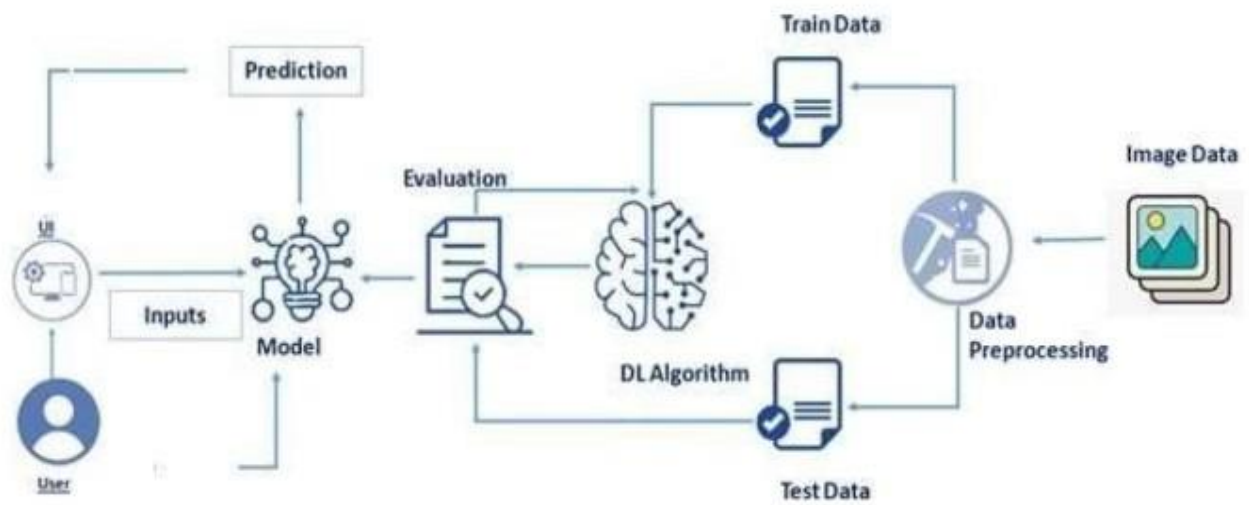 Train Data
Prediction
Image Data
Evaluation
UI
Inputs
Model
Data
Preprocessing
DL Algorithm
User
Test Data